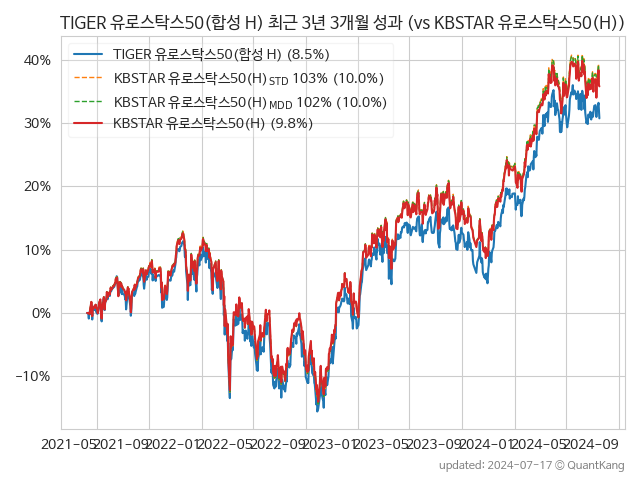 TIGER 유로스탁스50(합성 H) 최근 3년 3개월 성과 (vs KBSTAR 유로스탁스50(H))
TIGER 유로스탁스50(합성 H) (8.5%)
KBSTAR 유로스탁스50(H) STD 103% (10.0%)
KBSTAR 유로스탁스50(H) MDD 102% (10.0%)
KBSTAR 유로스탁스50(H) (9.8%)
40%
30%
20%
10%
0%
−10%
2021-05 2021-09 2022-01 2022-05 2022-09 2023-01 2023-05 2023-09 2024-01 2024-05 2024-09
updated: 2024-07-17 © QuantKang